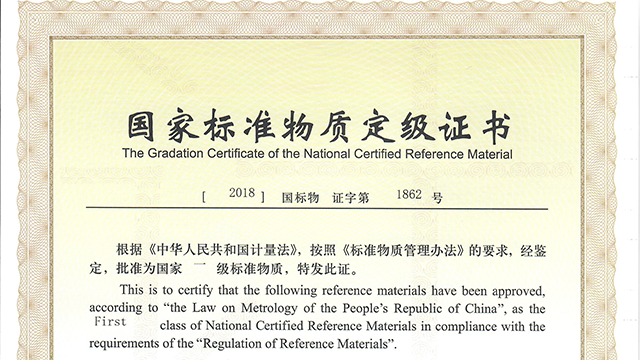 国家标准物质定级证书
The Gradation Certificate of the National Certified Reference Material
[ 2018] 国标物 证字第 1862 号
根据《中华人民共和国计量法》，按照《标准物质管理办法》的要求，经鉴
定，批准为国家 一 级标准物质，特发此证。
This is to certify that the following reference materials have been approved,
according to “the Law on Metrology of the People’s Republic of China”, as the
First class of National Certified Reference Materials in compliance with the
requirements of the “Regulation of Reference Materials”.